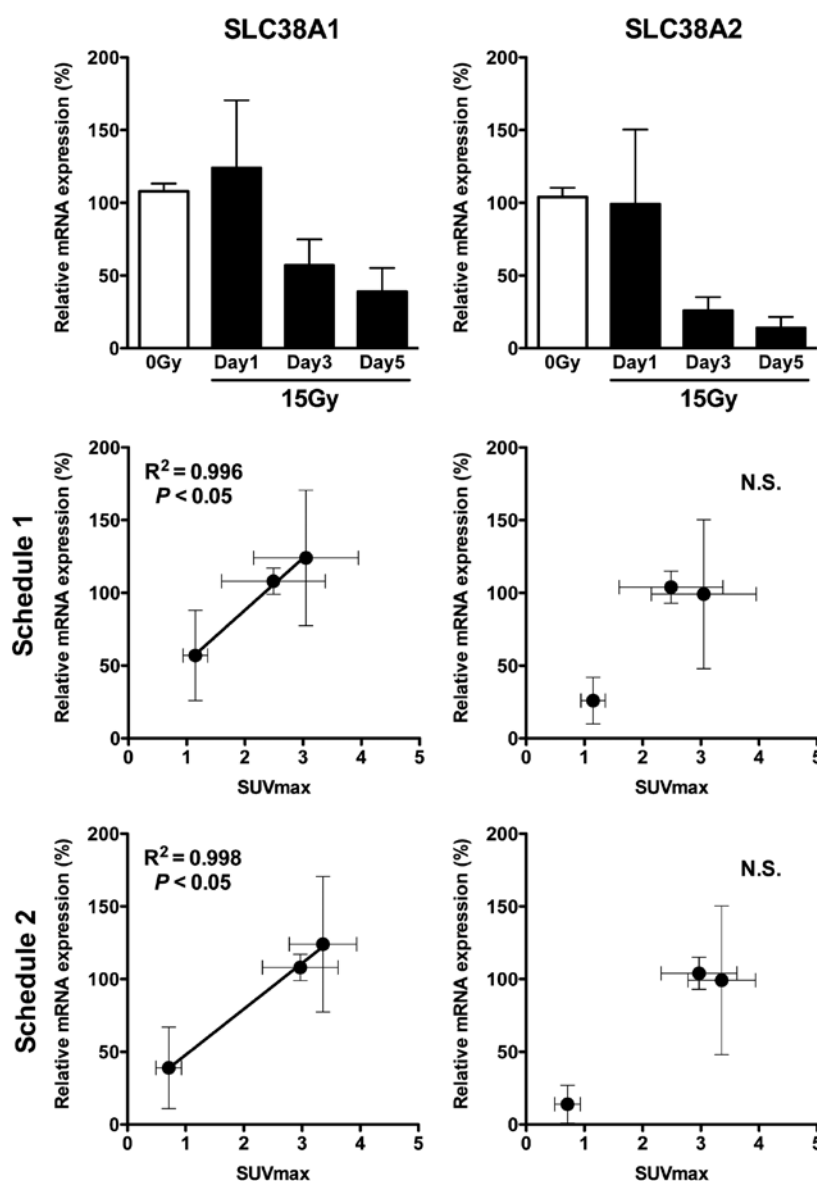 SLC38A1
Relative mRNA expression (%)
200
150
100
50
0
0Gy Day1 Day3 Day5
15Gy
SLC38A2
Relative mRNA expression (%)
200
150
100
50
0
0Gy Day1 Day3 Day5
15Gy
Schedule 1
Relative mRNA expression (%)
200
150
100
50
0
R² = 0.996
P < 0.05
0 1 2 3 4 5
SUVmax
Relative mRNA expression (%)
200
150
100
50
0
N.S.
0 1 2 3 4 5
SUVmax
Schedule 2
Relative mRNA expression (%)
200
150
100
50
0
R² = 0.998
P < 0.05
0 1 2 3 4 5
SUVmax
Relative mRNA expression (%)
200
150
100
50
0
N.S.
0 1 2 3 4 5
SUVmax